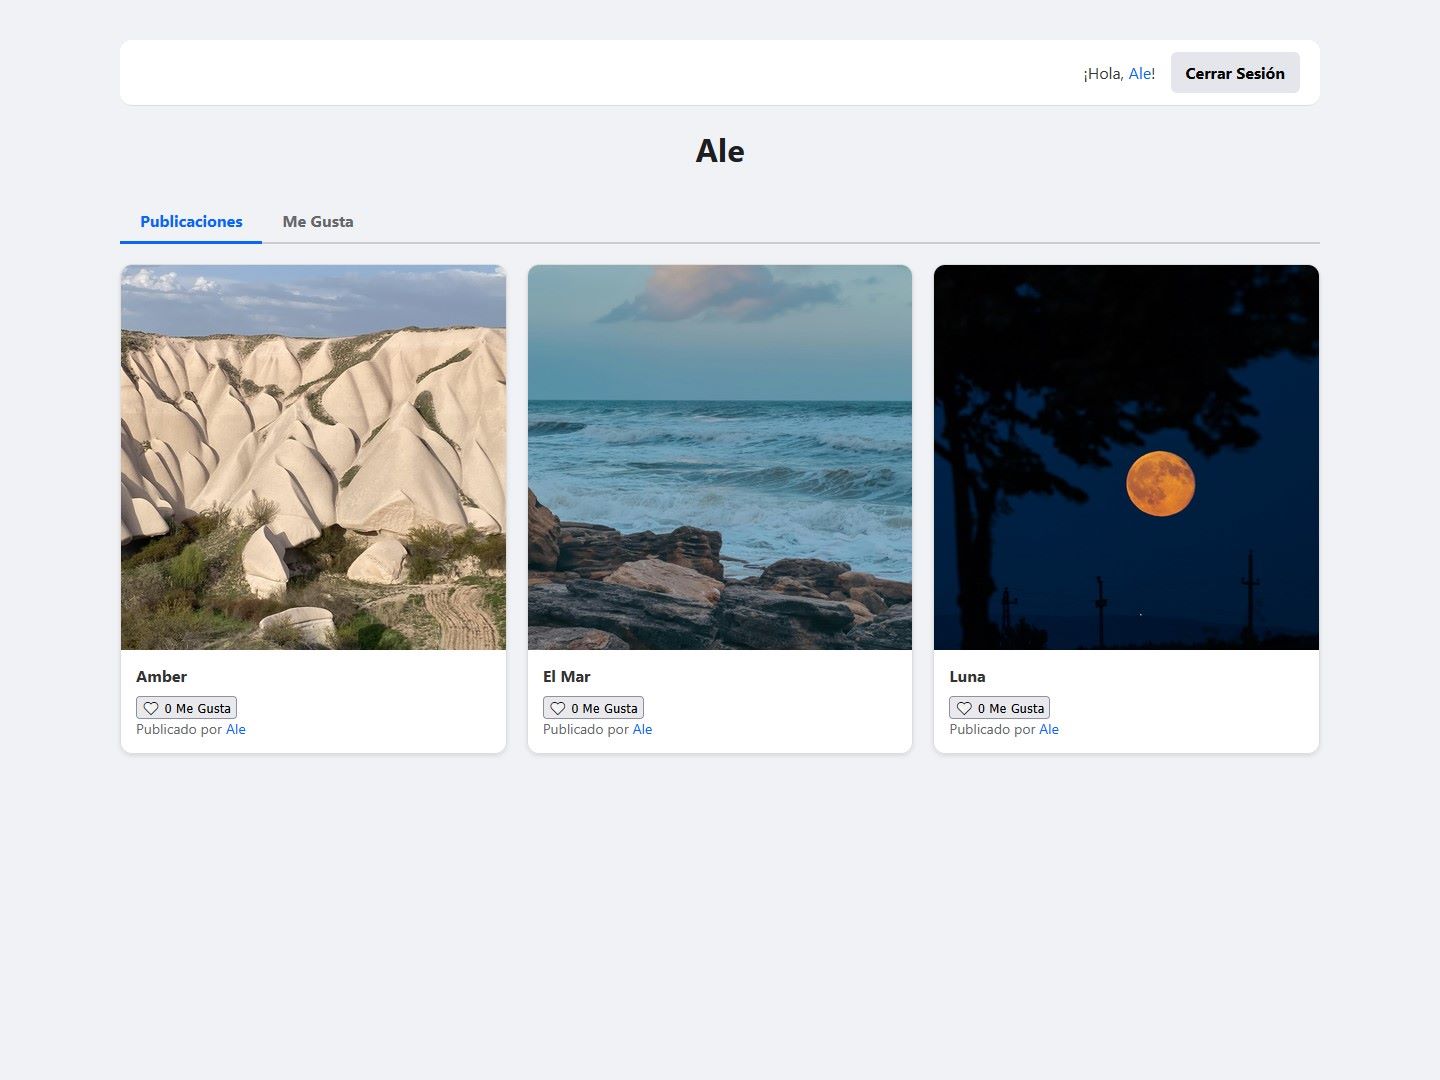 ¡Hola, Ale!
Cerrar Sesión
Ale
Publicaciones
Me Gusta
Amber
0 Me Gusta
Publicado por Ale
El Mar
0 Me Gusta
Publicado por Ale
Luna
0 Me Gusta
Publicado por Ale